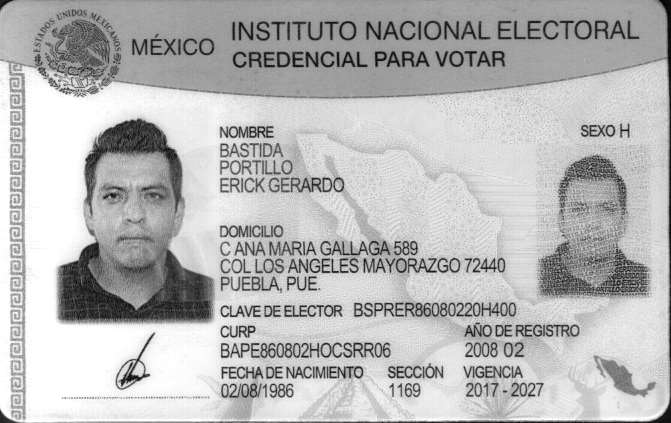 ESTADOS UNIDOS MEXICANOS
MÉXICO
INSTITUTO NACIONAL ELECTORAL
CREDENCIAL PARA VOTAR
NOMBRE
BASTIDA
PORTILLO
ERICK GERARDO
SEXO H
DOMICILIO
C ANA MARIA GALLAGA 589
COL LOS ANGELES MAYORAZGO 72440
PUEBLA, PUE.
CLAVE DE ELECTOR BSPRER86080220H400
CURP AÑO DE REGISTRO
BAPE860802HOCSRR06 2008 02
FECHA DE NACIMIENTO SECCIÓN VIGENCIA
02/08/1986 1169 2017 - 2027